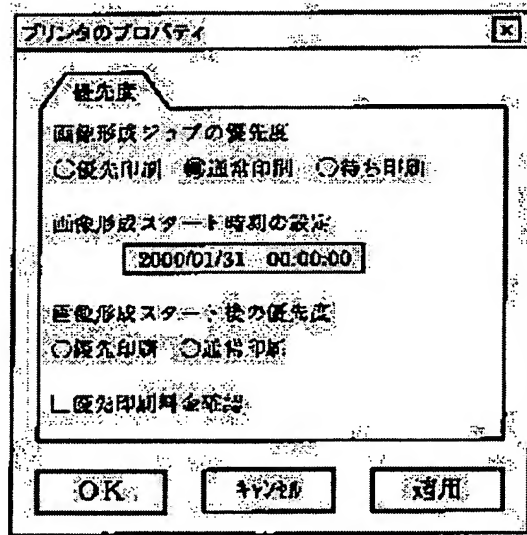 プリンタのプロパティ
優先度
画像形成ジョブの優先度
優先印刷 通常印刷 待ち印刷
画像形成スタート時刻の設定
2000/01/31 00:00:00
画像形成スタート後の優先度
優先印刷 通常印刷
優先印刷料金確認
OK キャンセル 適用